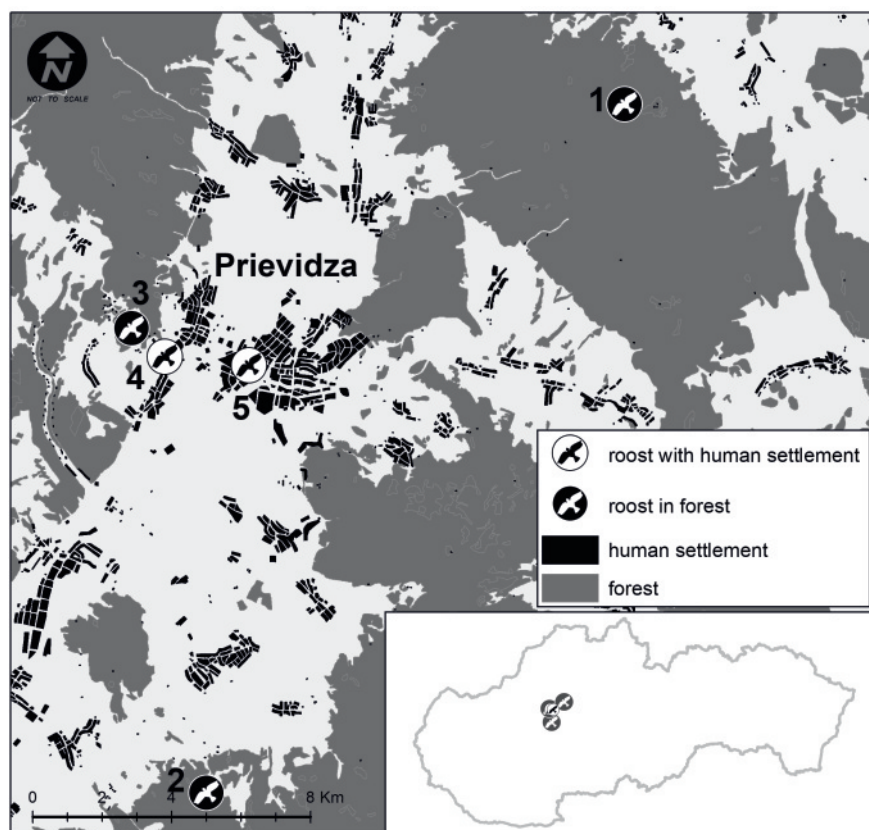 N
NOT TO SCALE
1
Prievidza
3
4
5
roost with human settlement
roost in forest
human settlement
forest
2
0 2 4 8 Km